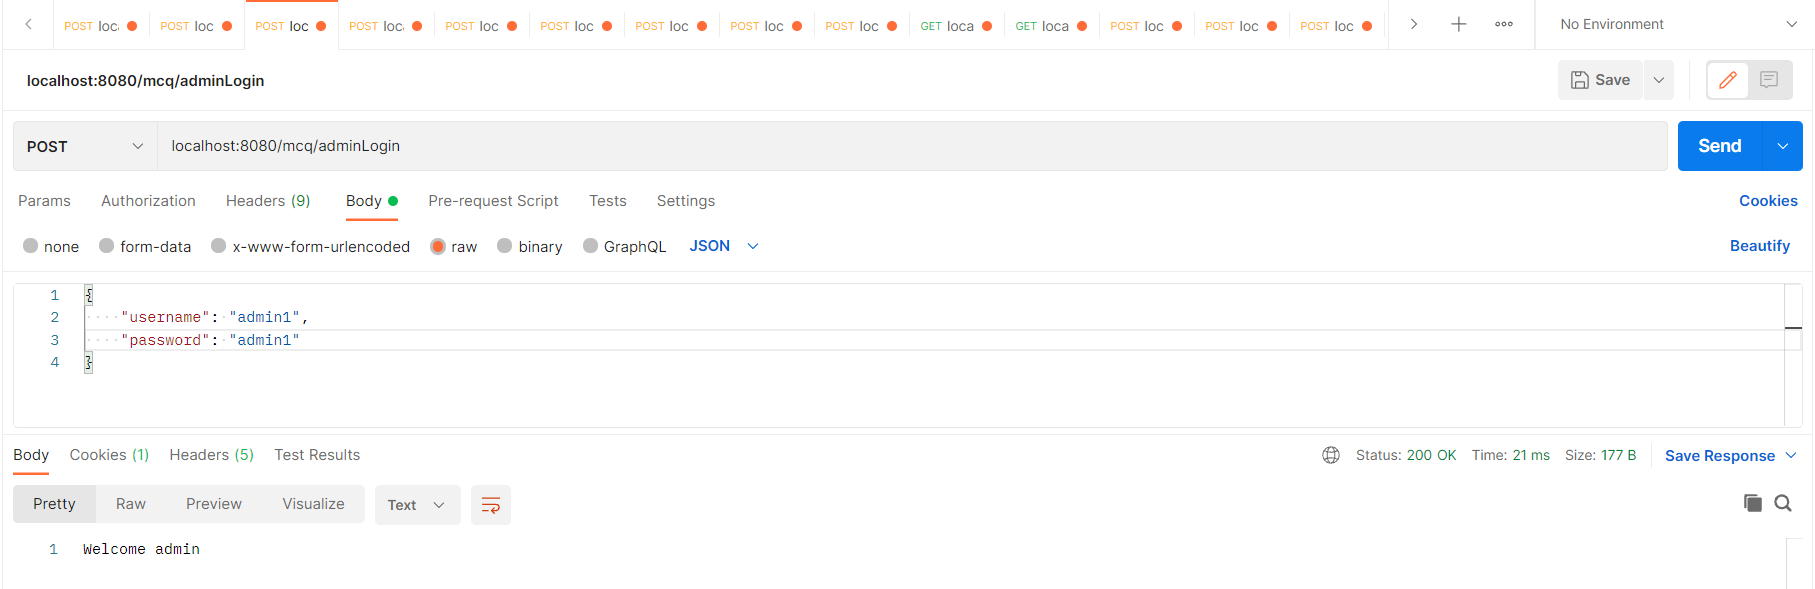 POST loc POST loc POST loc POST loc POST loc POST loc POST loc POST loc POST loc GET loca GET loca POST loc POST loc POST loc No Environment
localhost:8080/mcq/adminLogin Save
POST localhost:8080/mcq/adminLogin Send
Params Authorization Headers (9) Body Pre-request Script Tests Settings Cookies
none form-data x-www-form-urlencoded raw binary GraphQL JSON Beautify
1 {
2 "username": "admin1",
3 "password": "admin1"
4 }
Body Cookies (1) Headers (5) Test Results Status: 200 OK Time: 21 ms Size: 177 B Save Response
Pretty Raw Preview Visualize Text
1 Welcome admin